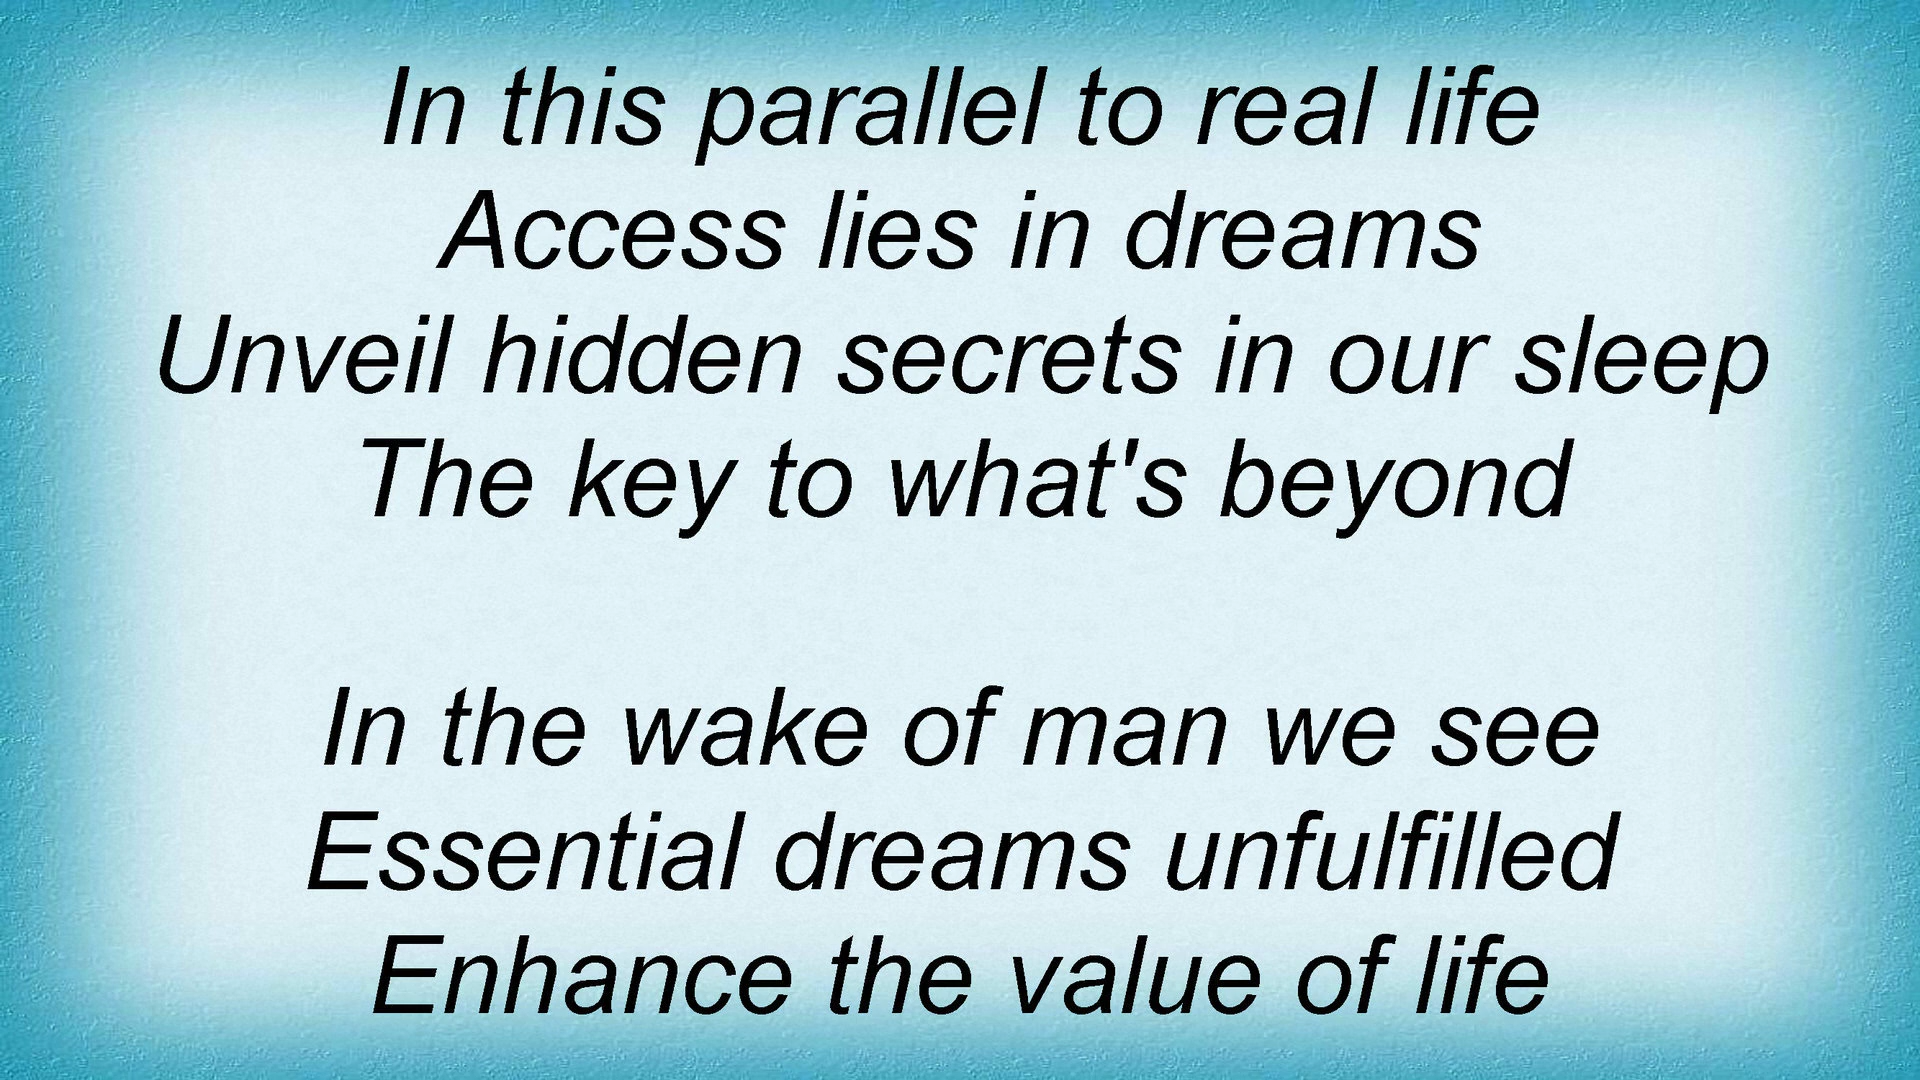 In this parallel to real life
Access lies in dreams
Unveil hidden secrets in our sleep
The key to what's beyond
In the wake of man we see
Essential dreams unfulfilled
Enhance the value of life